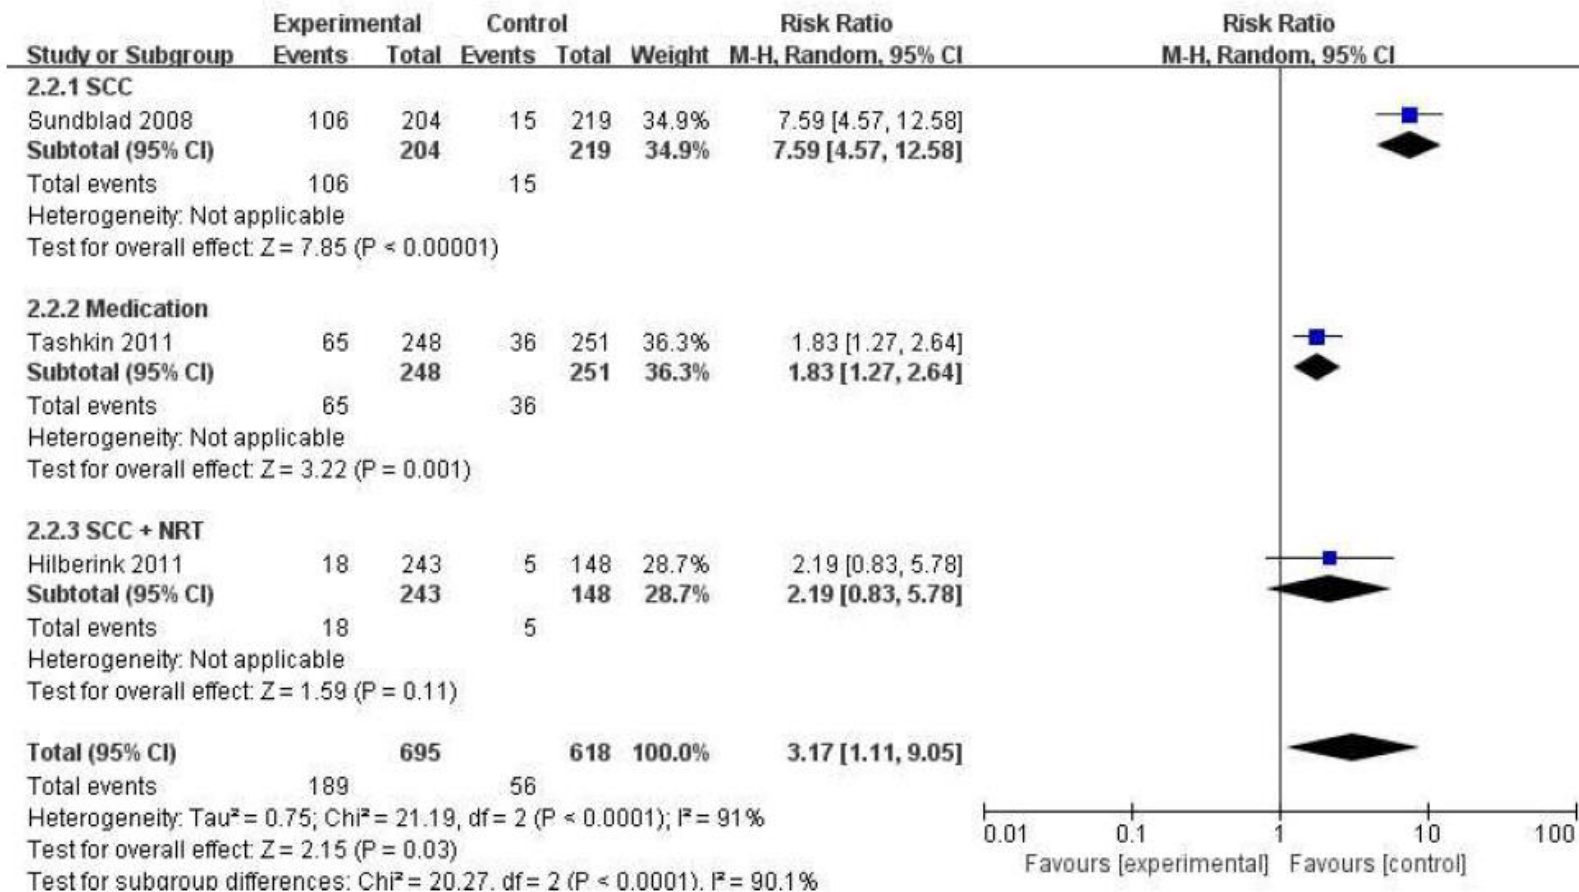 Experimental Control Risk Ratio Risk Ratio
Study or Subgroup Events Total Events Total Weight M-H, Random, 95% CI M-H, Random, 95% CI
2.2.1 SCC
Sundblad 2008 106 204 15 219 34.9% 7.59 [4.57, 12.58]
Subtotal (95% CI) 204 219 34.9% 7.59 [4.57, 12.58]
Total events 106 15
Heterogeneity: Not applicable
Test for overall effect: Z = 7.85 (P < 0.00001)
2.2.2 Medication
Tashkin 2011 65 248 36 251 36.3% 1.83 [1.27, 2.64]
Subtotal (95% CI) 248 251 36.3% 1.83 [1.27, 2.64]
Total events 65 36
Heterogeneity: Not applicable
Test for overall effect: Z = 3.22 (P = 0.001)
2.2.3 SCC + NRT
Hilberink 2011 18 243 5 148 28.7% 2.19 [0.83, 5.78]
Subtotal (95% CI) 243 148 28.7% 2.19 [0.83, 5.78]
Total events 18 5
Heterogeneity: Not applicable
Test for overall effect: Z = 1.59 (P = 0.11)
Total (95% CI) 695 618 100.0% 3.17 [1.11, 9.05]
Total events 189 56
Heterogeneity: Tau² = 0.75; Chi² = 21.19, df = 2 (P < 0.0001); I² = 91%
Test for overall effect: Z = 2.15 (P = 0.03)
Test for subgroup differences: Chi² = 20.27, df = 2 (P < 0.0001), I² = 90.1%
0.01 0.1 1 10 100
Favours [experimental] Favours [control]